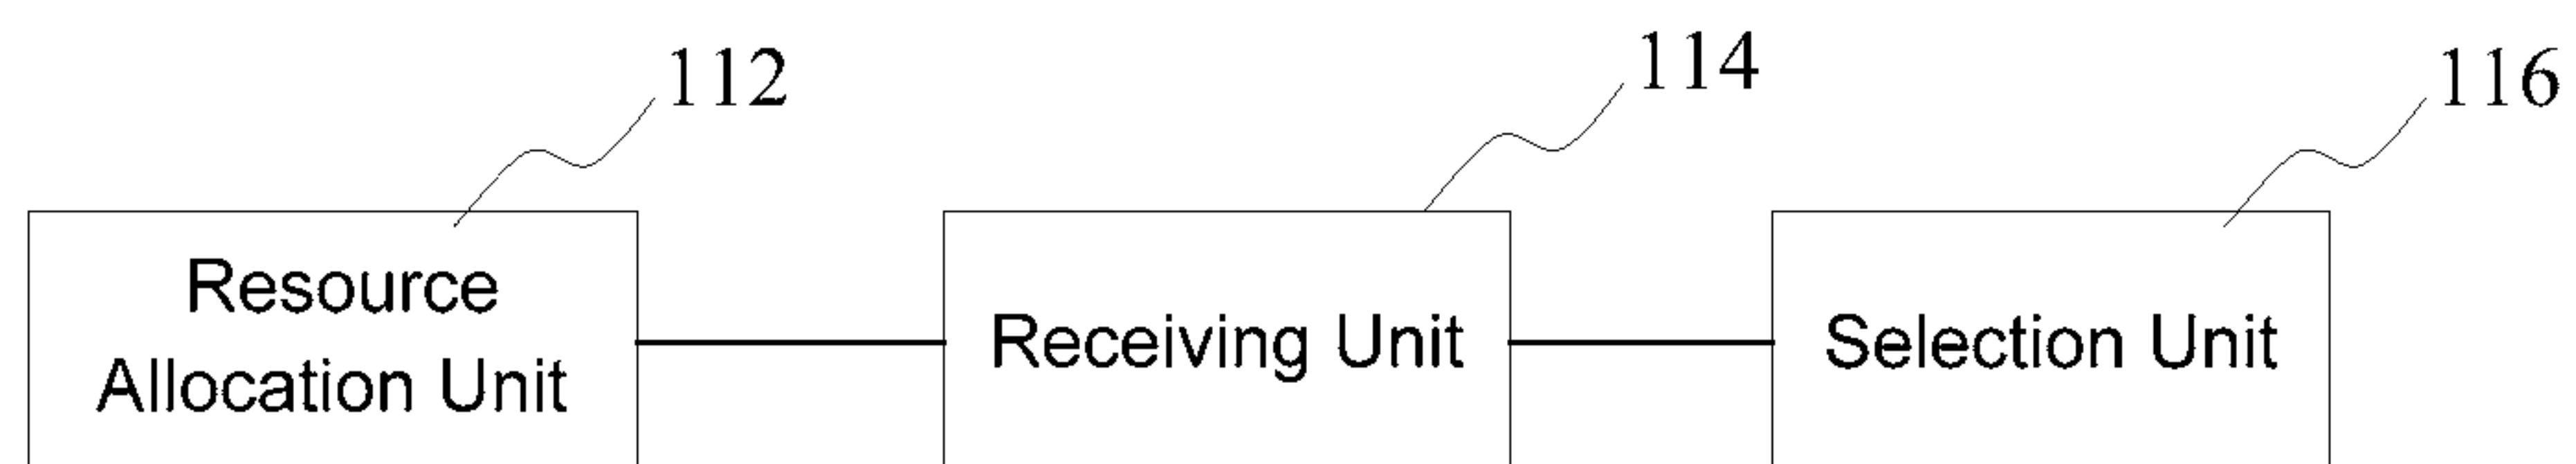 112
114
116
Resource
Allocation Unit
Receiving Unit
Selection Unit